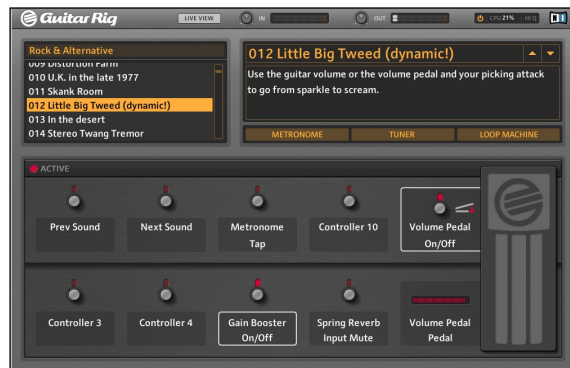 Guitar Rig
LIVE VIEW
IN
OUT
CPU 21%
HI Q
Rock & Alternative
009 Distortion Farm
010 U.K. in the late 1977
011 Skank Room
012 Little Big Tweed (dynamic!)
013 In the desert
014 Stereo Twang Tremor
012 Little Big Tweed (dynamic!)
Use the guitar volume or the volume pedal and your picking attack
to go from sparkle to scream.
METRONOME
TUNER
LOOP MACHINE
ACTIVE
Prev Sound
Next Sound
Metronome
Tap
Controller 10
Volume Pedal
On/Off
Controller 3
Controller 4
Gain Booster
On/Off
Spring Reverb
Input Mute
Volume Pedal
Pedal